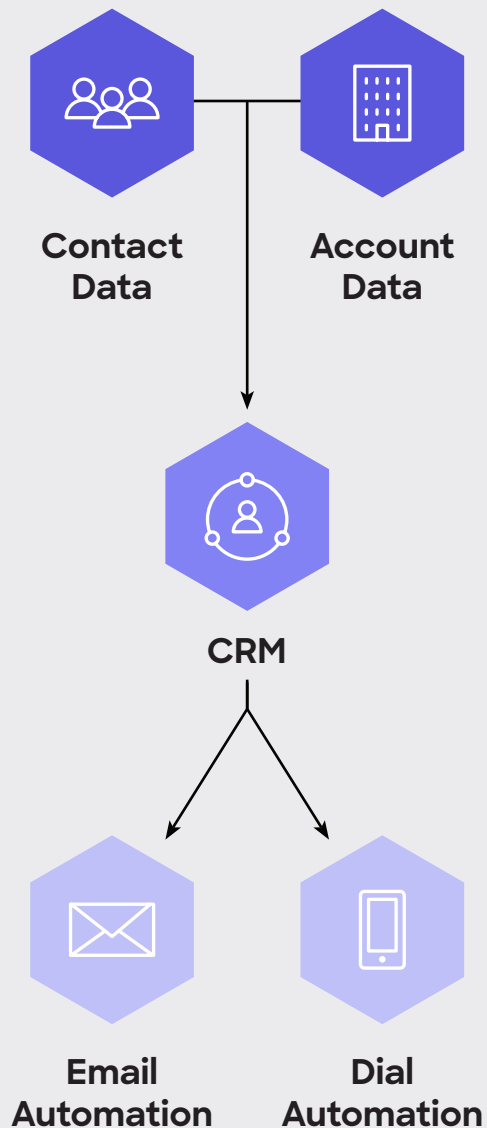 Contact
Data
Account
Data
CRM
Email
Automation
Dial
Automation